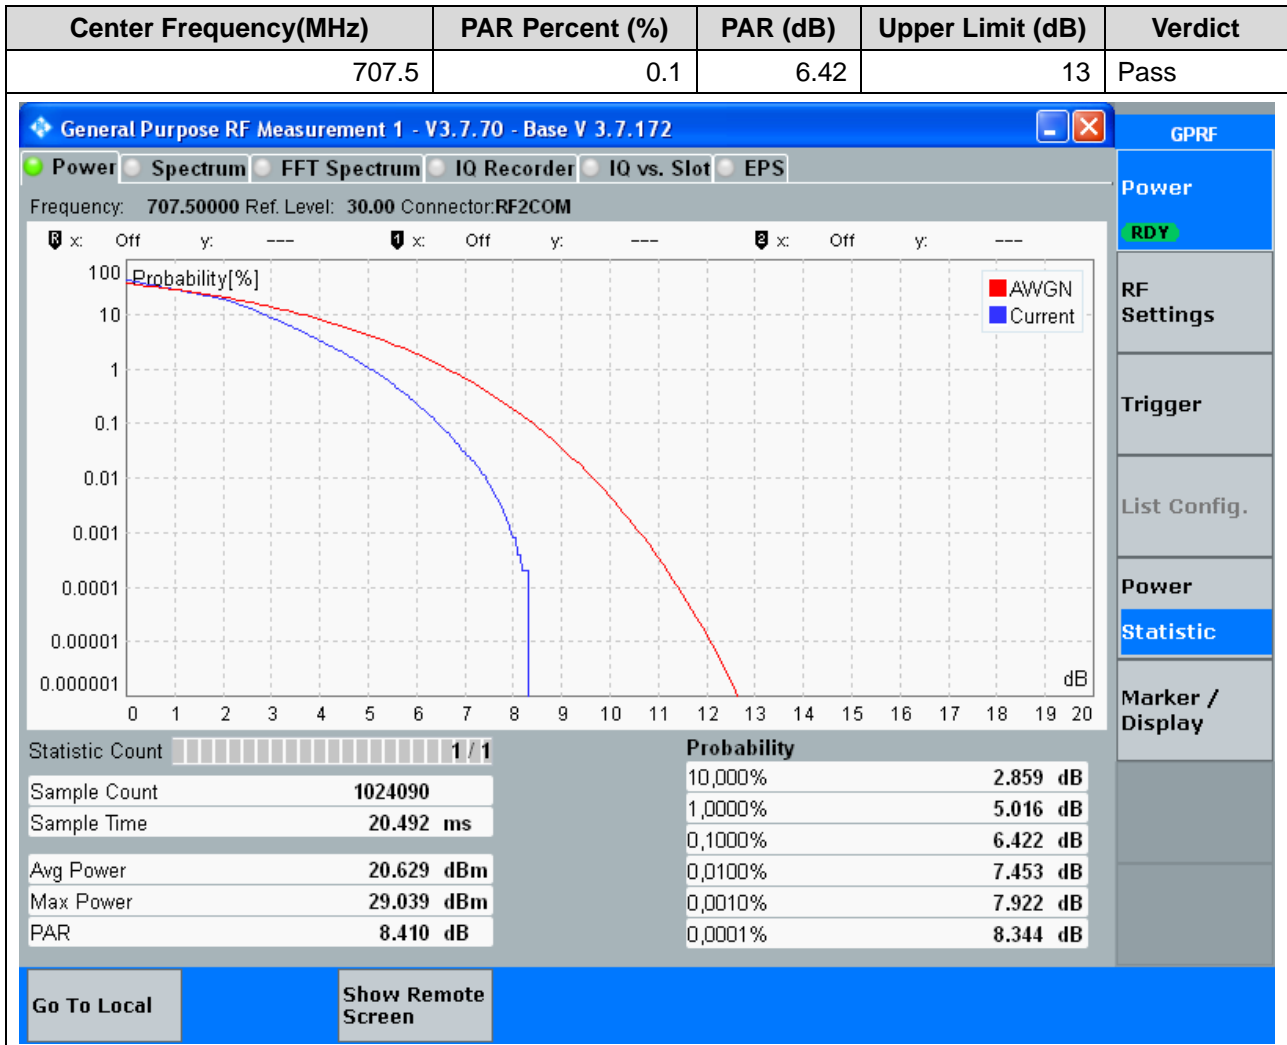 Center Frequency(MHz) PAR Percent (%) PAR (dB) Upper Limit (dB) Verdict
707.5 0.1 6.42 13 Pass
General Purpose RF Measurement 1 - V3.7.70 - Base V 3.7.172
GPRF
Power Spectrum FFT Spectrum IQ Recorder IQ vs. Slot EPS
Frequency: 707.50000 Ref. Level: 30.00 Connector:RF2COM
R x: Off y: --- 1 x: Off y: --- 2 x: Off y: ---
Probability[%]
AWGN
Current
100
10
1
0.1
0.01
0.001
0.0001
0.00001
0.000001
dB
0 1 2 3 4 5 6 7 8 9 10 11 12 13 14 15 16 17 18 19 20
Statistic Count 1 / 1
Sample Count 1024090
Sample Time 20.492 ms
Avg Power 20.629 dBm
Max Power 29.039 dBm
PAR 8.410 dB
Probability
10,000% 2.859 dB
1,0000% 5.016 dB
0,1000% 6.422 dB
0,0100% 7.453 dB
0,0010% 7.922 dB
0,0001% 8.344 dB
Power
RDY
RF
Settings
Trigger
List Config.
Power
Statistic
Marker /
Display
Go To Local
Show Remote
Screen